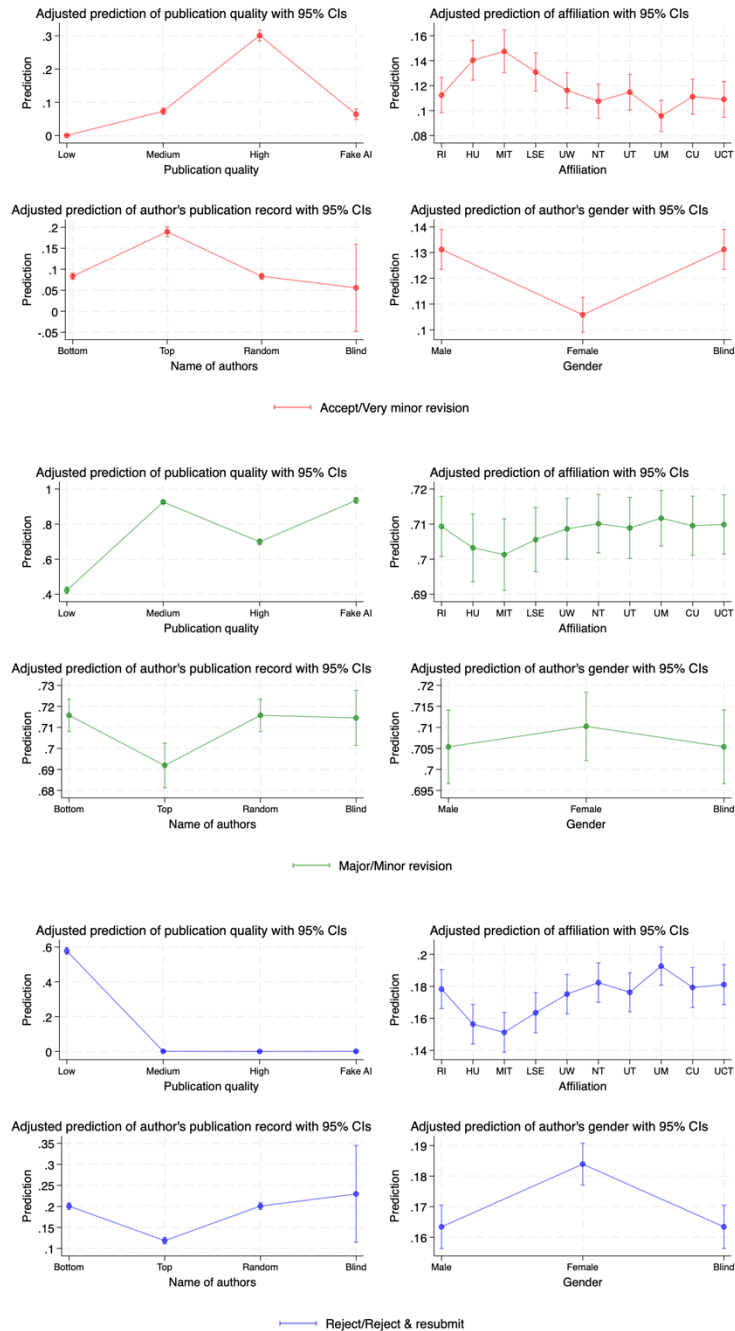 Adjusted prediction of publication quality with 95% CIs
Prediction
.3
.2
.1
0
Low Medium High Fake AI
Publication quality
Adjusted prediction of affiliation with 95% CIs
Prediction
.16
.14
.12
.1
.08
RI HU MIT LSE UW NT UT UM CU UCT
Affiliation
Adjusted prediction of author's publication record with 95% CIs
Prediction
.2
.15
.1
.05
0
-.05
Bottom Top Random Blind
Name of authors
Adjusted prediction of author's gender with 95% CIs
Prediction
.14
.13
.12
.11
.1
Male Female Blind
Gender
Accept/Very minor revision
Adjusted prediction of publication quality with 95% CIs
Prediction
1
.8
.6
.4
Low Medium High Fake AI
Publication quality
Adjusted prediction of affiliation with 95% CIs
Prediction
.72
.71
.7
.69
RI HU MIT LSE UW NT UT UM CU UCT
Affiliation
Adjusted prediction of author's publication record with 95% CIs
Prediction
.73
.72
.71
.7
.69
.68
Bottom Top Random Blind
Name of authors
Adjusted prediction of author's gender with 95% CIs
Prediction
.72
.715
.71
.705
.7
.695
Male Female Blind
Gender
Major/Minor revision
Adjusted prediction of publication quality with 95% CIs
Prediction
.6
.4
.2
0
Low Medium High Fake AI
Publication quality
Adjusted prediction of affiliation with 95% CIs
Prediction
.2
.18
.16
.14
RI HU MIT LSE UW NT UT UM CU UCT
Affiliation
Adjusted prediction of author's publication record with 95% CIs
Prediction
.35
.3
.25
.2
.15
.1
Bottom Top Random Blind
Name of authors
Adjusted prediction of author's gender with 95% CIs
Prediction
.19
.18
.17
.16
Male Female Blind
Gender
Reject/Reject & resubmit